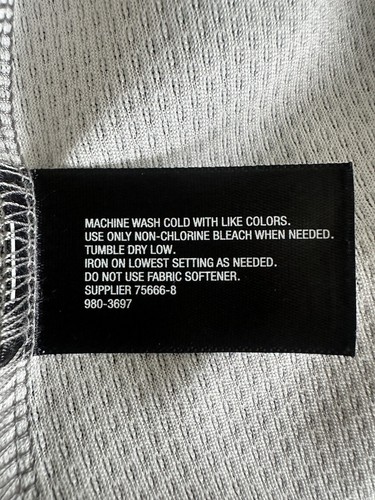 MACHINE WASH COLD WITH LIKE COLORS.
USE ONLY NON-CHLORINE BLEACH WHEN NEEDED.
TUMBLE DRY LOW.
IRON ON LOWEST SETTING AS NEEDED.
DO NOT USE FABRIC SOFTENER.
SUPPLIER 75666-8
980-3697